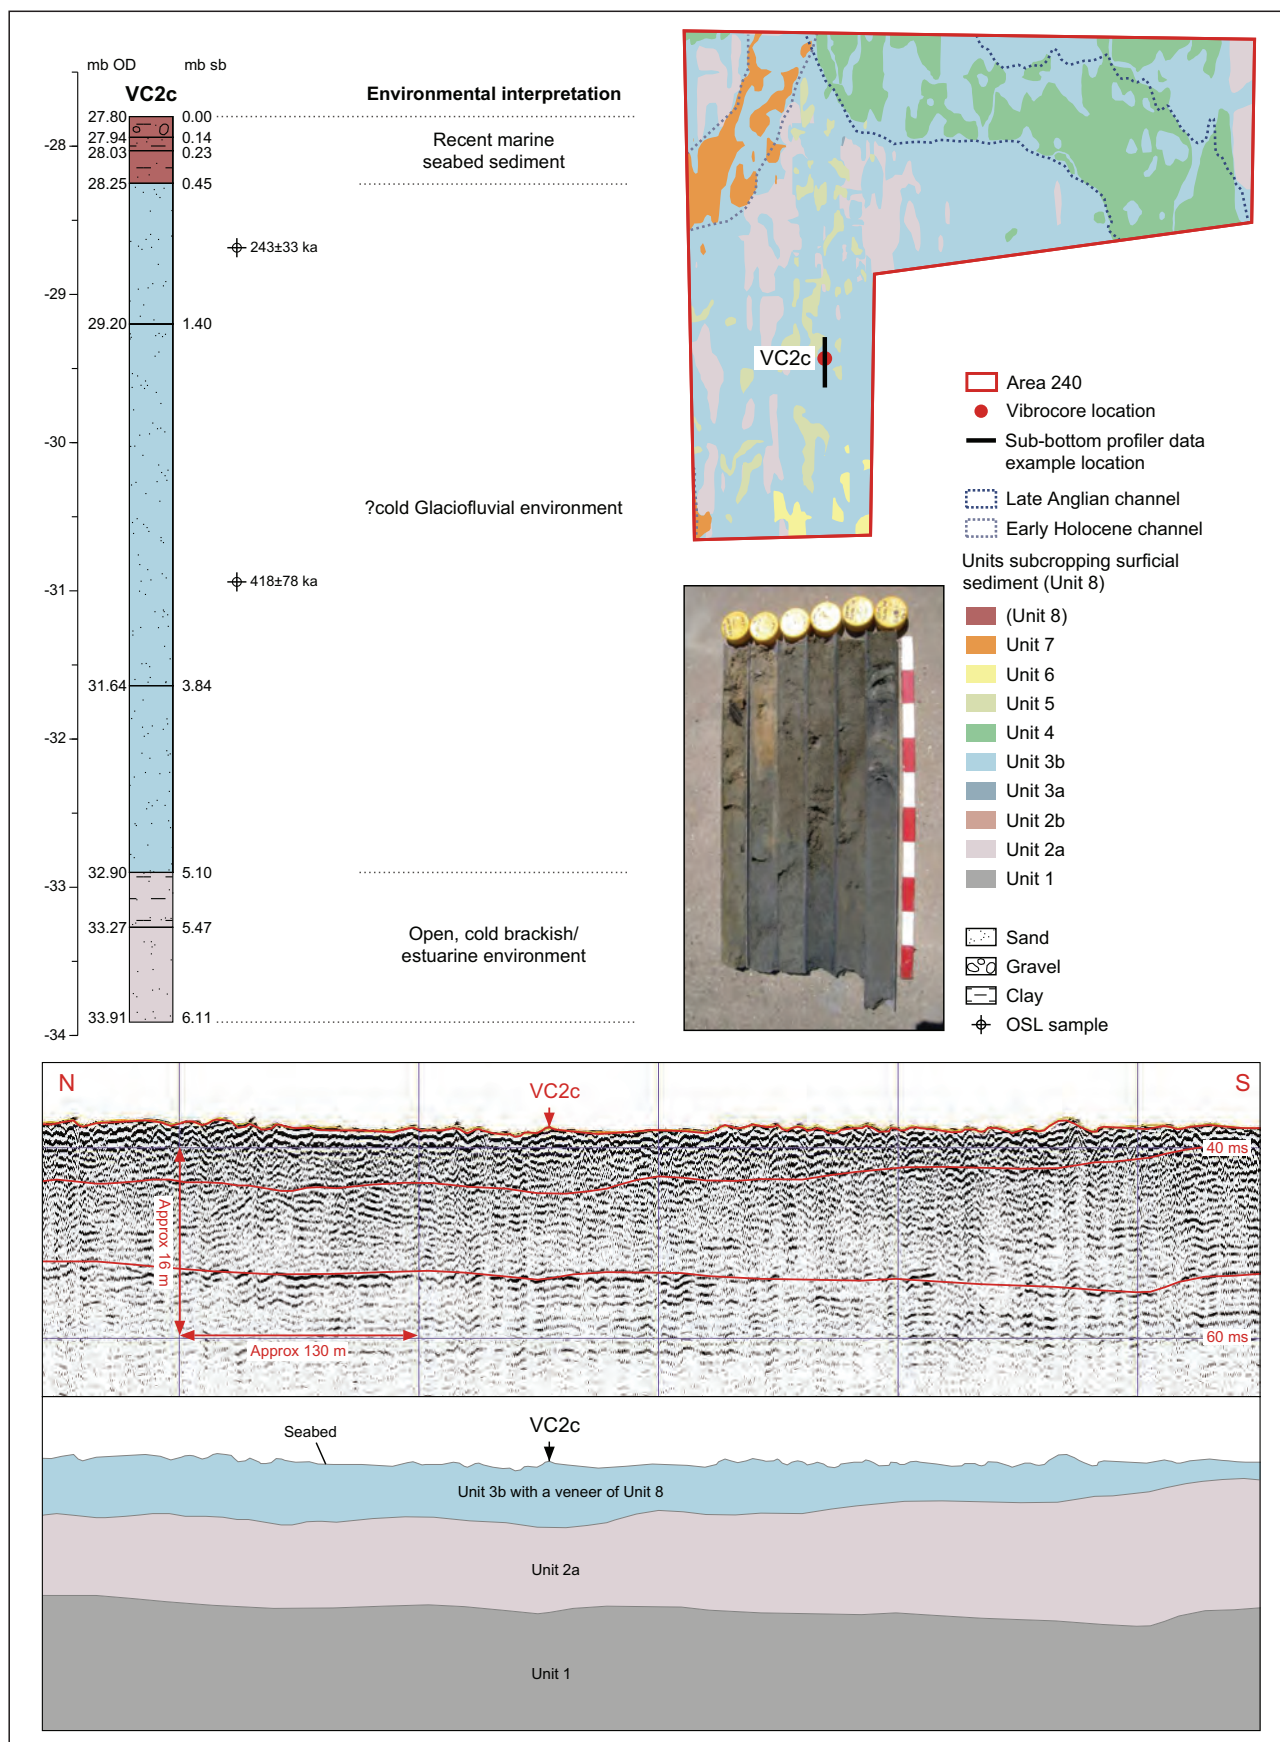 mb OD
mb sb
VC2c
Environmental interpretation
27.80
0.00
27.94
0.14
28.03
0.23
28.25
0.45
29.20
1.40
31.64
3.84
32.90
5.10
33.27
5.47
33.91
6.11
-28
-29
-30
-31
-32
-33
-34
Recent marine
seabed sediment
243±33 ka
?cold Glaciofluvial environment
418±78 ka
Open, cold brackish/
estuarine environment
VC2c
Area 240
Vibrocore location
Sub-bottom profiler data
example location
Late Anglian channel
Early Holocene channel
Units subcropping surficial
sediment (Unit 8)
(Unit 8)
Unit 7
Unit 6
Unit 5
Unit 4
Unit 3b
Unit 3a
Unit 2b
Unit 2a
Unit 1
Sand
Gravel
Clay
OSL sample
N
VC2c
S
40 ms
Approx 16 m
Approx 130 m
60 ms
Seabed
VC2c
Unit 3b with a veneer of Unit 8
Unit 2a
Unit 1